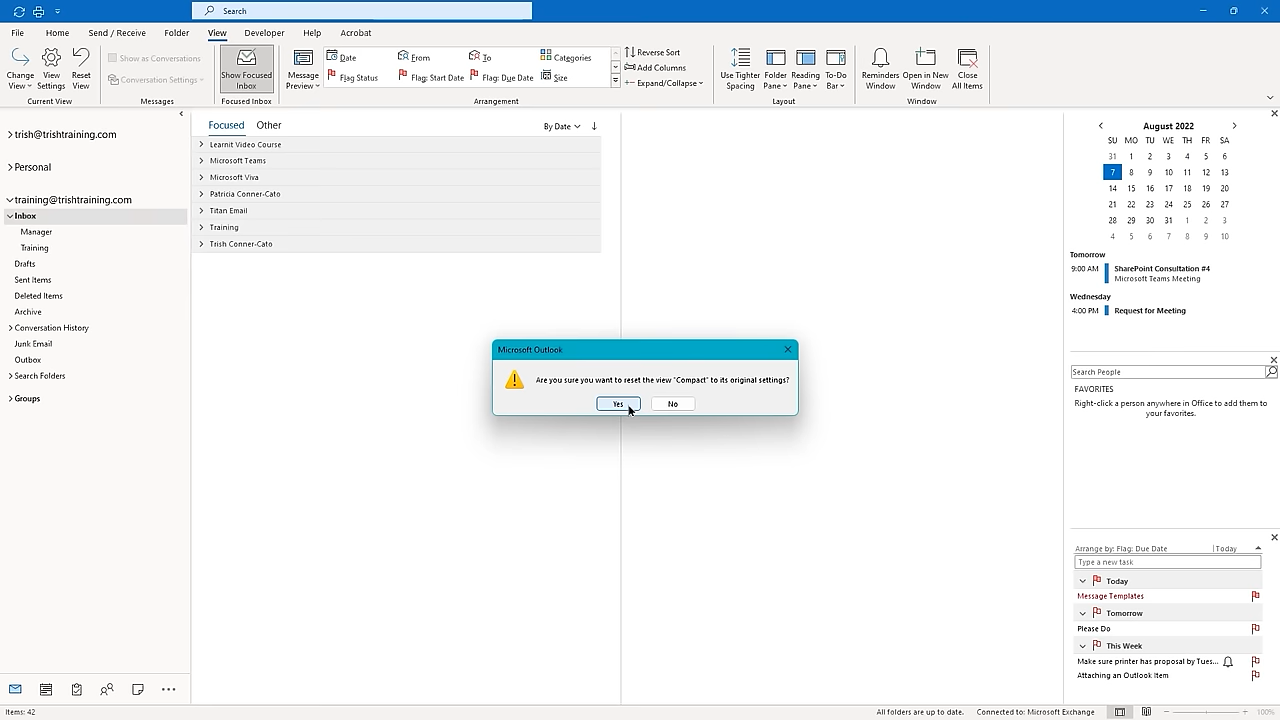 Search
File Home Send / Receive Folder View Developer Help Acrobat
Change View
View Settings
Reset View
Current View
Show as Conversations
Conversation Settings
Messages
Show Focused Inbox
Focused Inbox
Message Preview
Date From To Categories
Flag Status Flag: Start Date Flag: Due Date Size
Reverse Sort
Add Columns
Expand/Collapse
Arrangement
Use Tighter Spacing
Folder Pane
Reading Pane
To-Do Bar
Layout
Reminders Window
Open in New Window
Close All Items
Window
trish@trishtraining.com
Personal
training@trishtraining.com
Inbox
Manager
Training
Drafts
Sent Items
Deleted Items
Archive
Conversation History
Junk Email
Outbox
Search Folders
Groups
Focused Other By Date
Learnit Video Course
Microsoft Teams
Microsoft Viva
Patricia Conner-Cato
Titan Email
Training
Trish Conner-Cato
Microsoft Outlook
Are you sure you want to reset the view "Compact" to its original settings?
Yes No
August 2022
SU MO TU WE TH FR SA
31 1 2 3 4 5 6
7 8 9 10 11 12 13
14 15 16 17 18 19 20
21 22 23 24 25 26 27
28 29 30 31 1 2 3
4 5 6 7 8 9 10
Tomorrow
9:00 AM SharePoint Consultation #4
Microsoft Teams Meeting
Wednesday
4:00 PM Request for Meeting
Search People
FAVORITES
Right-click a person anywhere in Office to add them to
your favorites.
Arrange by: Flag: Due Date Today
Type a new task
Today
Message Templates
Tomorrow
Please Do
This Week
Make sure printer has proposal by Tues...
Attaching an Outlook Item
Items: 42 All folders are up to date. Connected to: Microsoft Exchange 100%